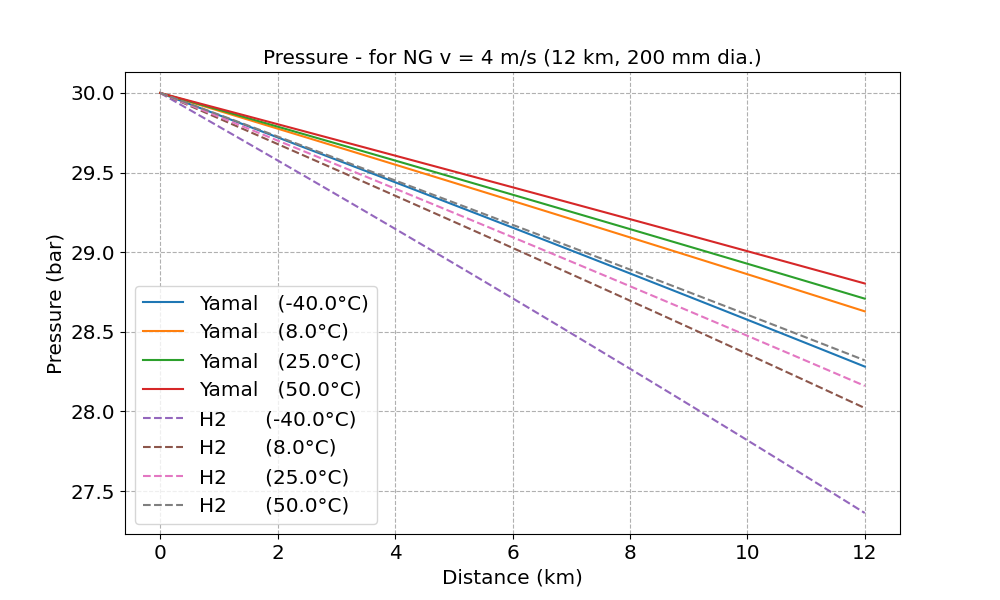 Pressure - for NG v = 4 m/s (12 km, 200 mm dia.)
Pressure (bar)
30.0
29.5
29.0
28.5
28.0
27.5
Yamal (-40.0°C)
Yamal (8.0°C)
Yamal (25.0°C)
Yamal (50.0°C)
H2 (-40.0°C)
H2 (8.0°C)
H2 (25.0°C)
H2 (50.0°C)
0 2 4 6 8 10 12
Distance (km)